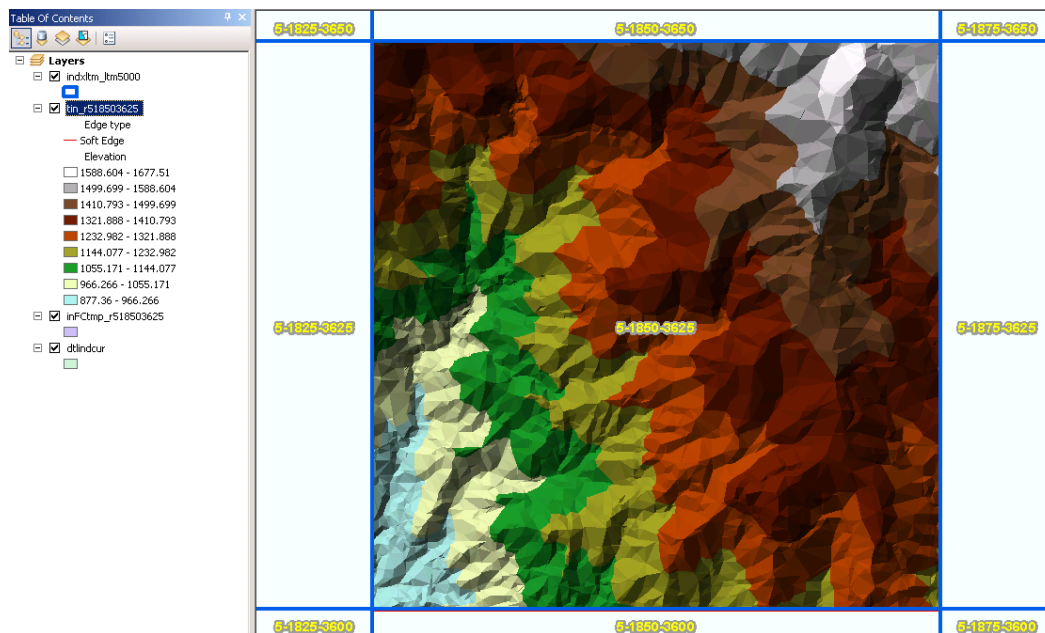 Table Of Contents
Layers
indxltm_ltm5000
tin_r518503625
Edge type
Soft Edge
Elevation
1588.604 - 1677.51
1499.699 - 1588.604
1410.793 - 1499.699
1321.888 - 1410.793
1232.982 - 1321.888
1144.077 - 1232.982
1055.171 - 1144.077
966.266 - 1055.171
877.36 - 966.266
inFCtmp_r518503625
dtlindcur
5-1825-3650
5-1850-3650
5-1875-3650
5-1825-3625
5-1850-3625
5-1875-3625
5-1825-3600
5-1850-3600
5-1875-3600